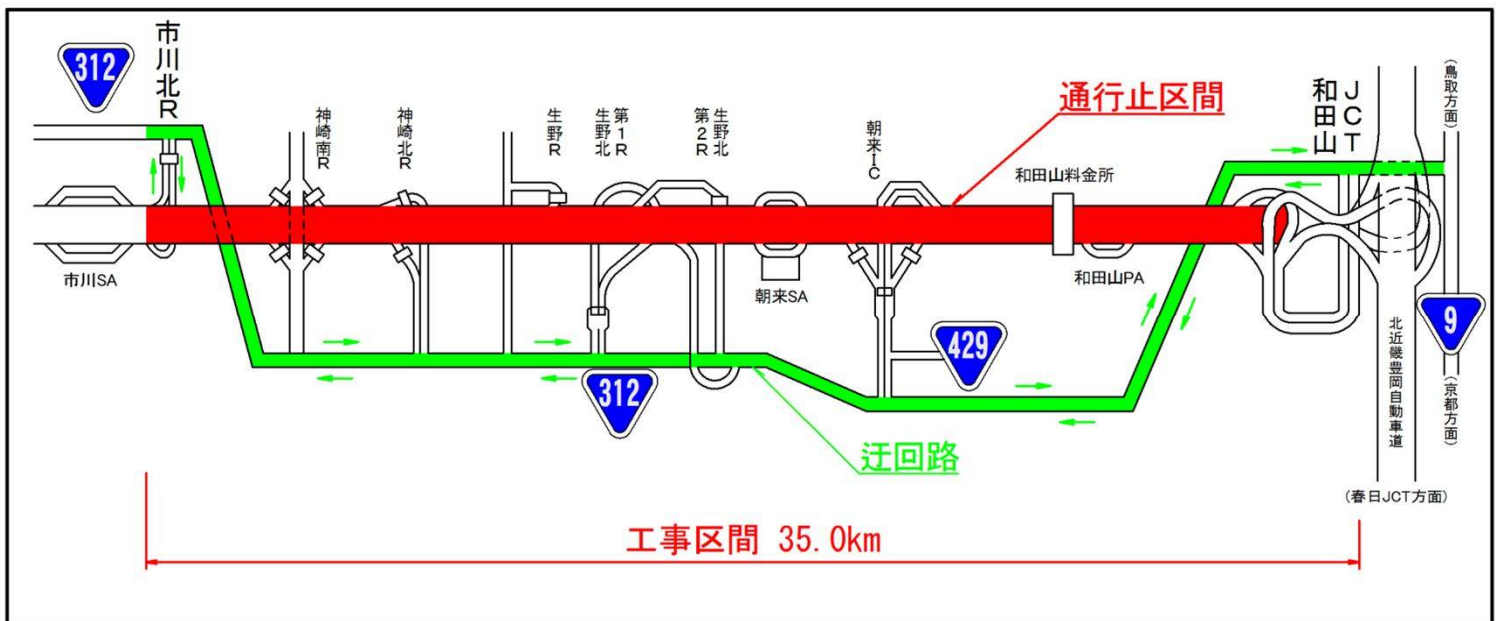 312
市川北R
神崎南R
神崎北R
生野R
生野北
第1R
第2R
生野北
朝来IC
通行止区間
和田山料金所
和田山
JCT
(鳥取方面)
市川SA
朝来SA
和田山PA
429
9
312
迂回路
北近畿豊岡自動車道
(京都方面)
(春日JCT方面)
工事区間 35.0km